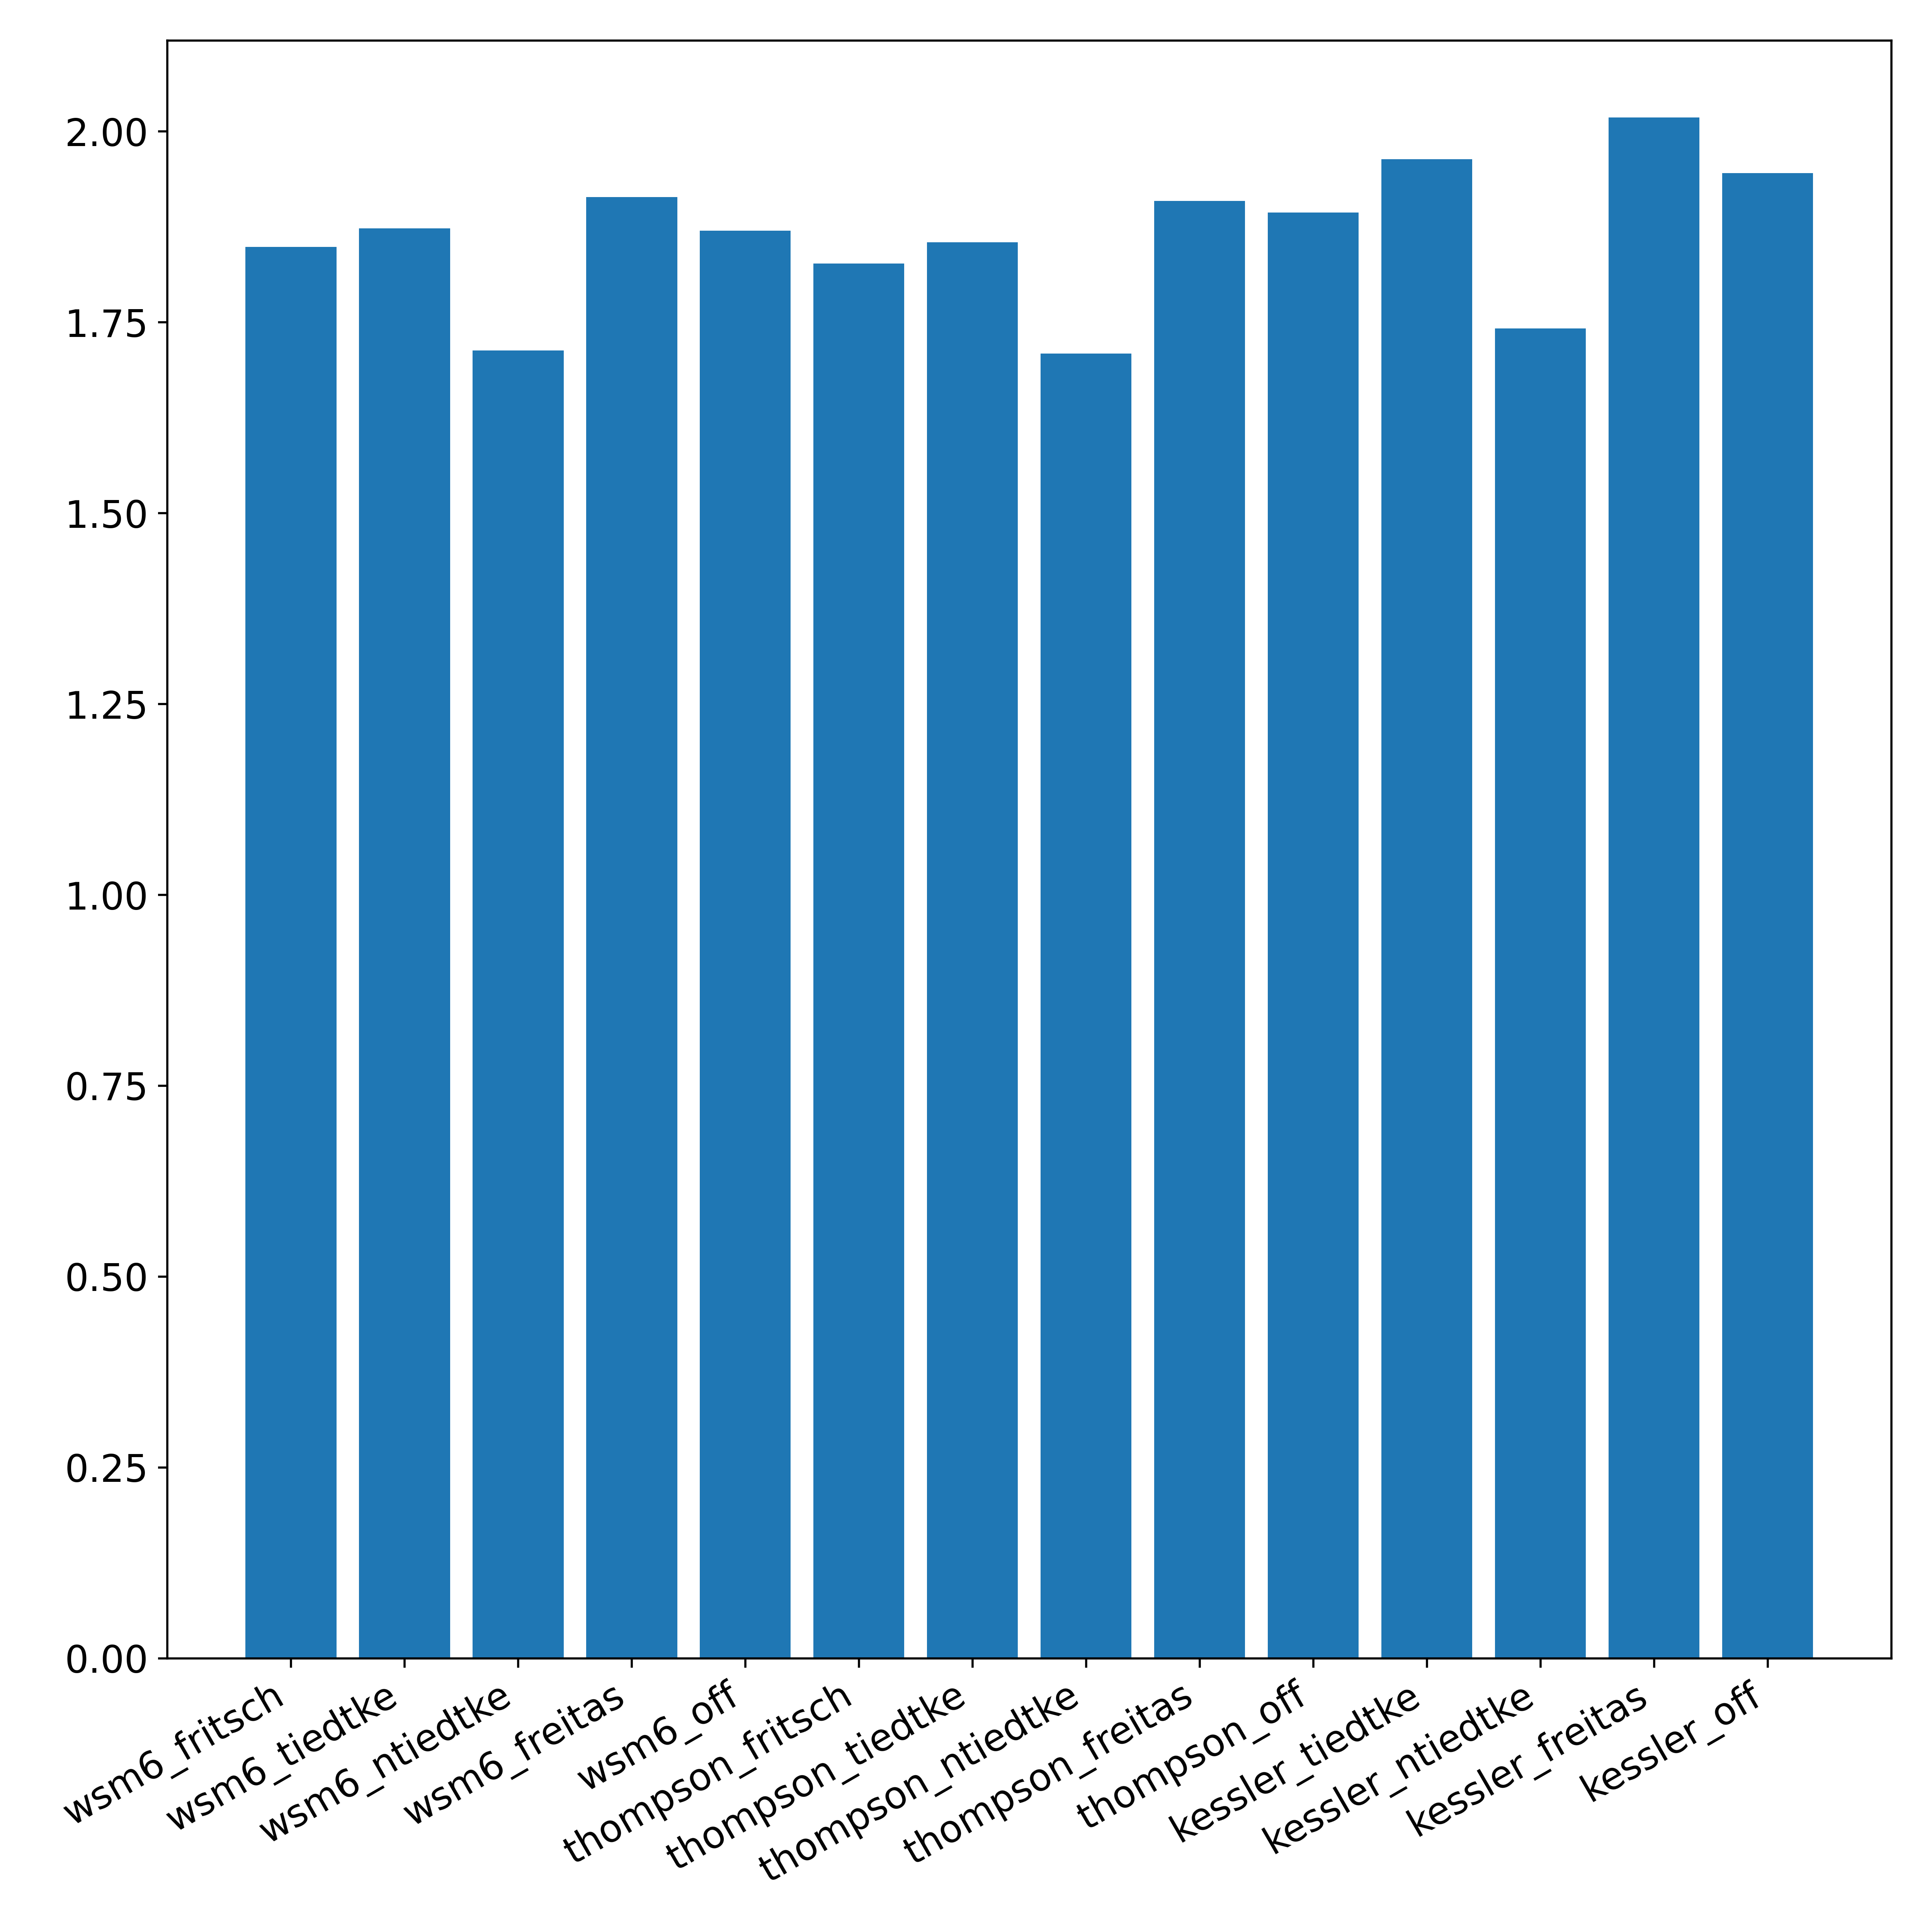 2.00
1.75
1.50
1.25
1.00
0.75
0.50
0.25
0.00
wsm6_fritsch
wsm6_tiedtke
wsm6_ntiedtke
wsm6_freitas
wsm6_off
thompson_fritsch
thompson_tiedtke
thompson_ntiedtke
thompson_freitas
thompson_off
kessler_tiedtke
kessler_ntiedtke
kessler_freitas
kessler_off